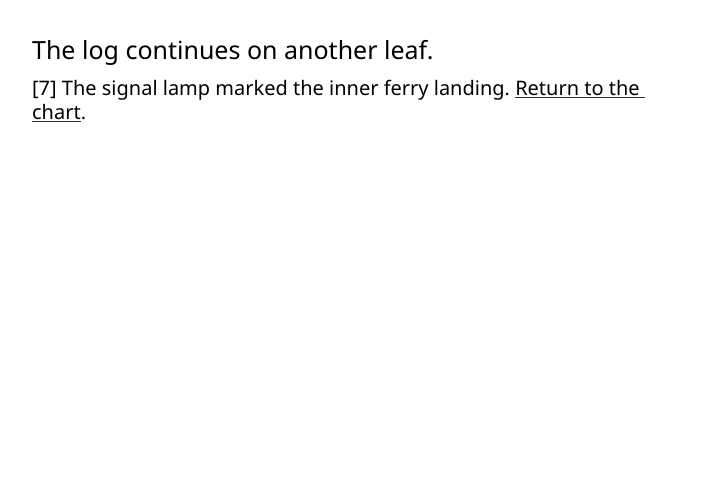 The log continues on another leaf.
[7] The signal lamp marked the inner ferry landing. Return to the
chart.